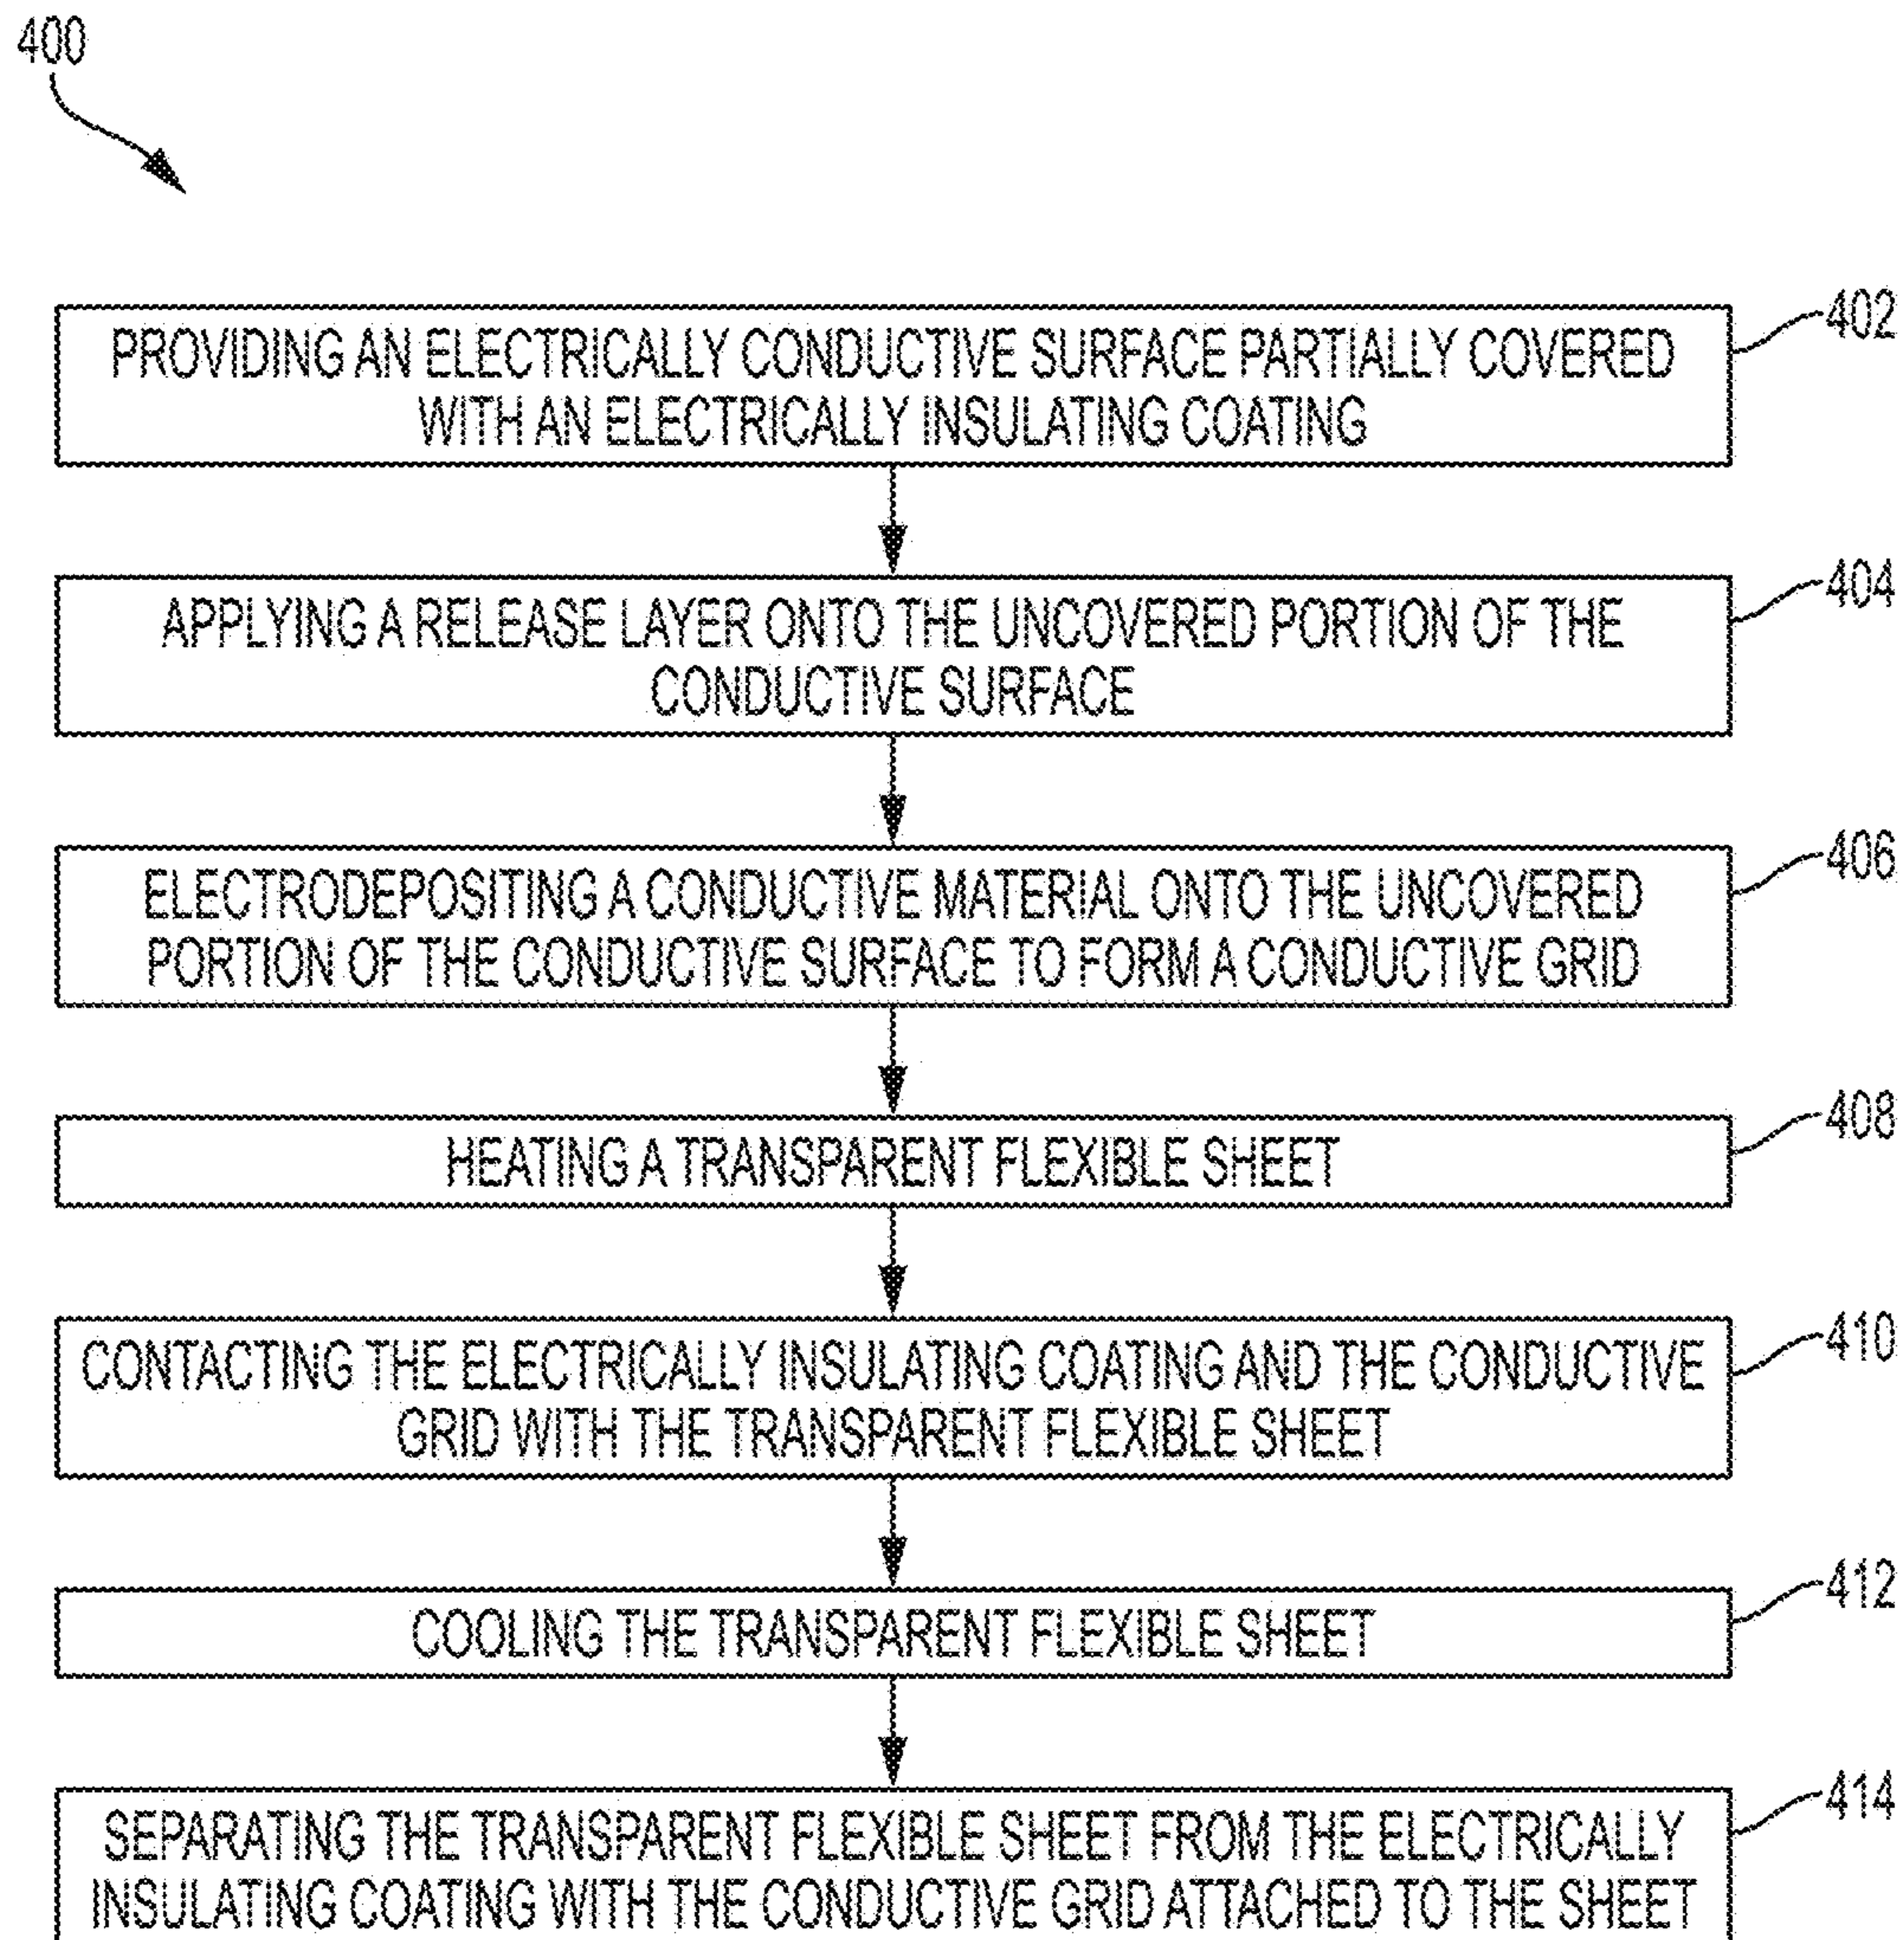 400
PROVIDING AN ELECTRICALLY CONDUCTIVE SURFACE PARTIALLY COVERED
WITH AN ELECTRICALLY INSULATING COATING
402
APPLYING A RELEASE LAYER ONTO THE UNCOVERED PORTION OF THE
CONDUCTIVE SURFACE
404
ELECTRODEPOSITING A CONDUCTIVE MATERIAL ONTO THE UNCOVERED
PORTION OF THE CONDUCTIVE SURFACE TO FORM A CONDUCTIVE GRID
406
HEATING A TRANSPARENT FLEXIBLE SHEET
408
CONTACTING THE ELECTRICALLY INSULATING COATING AND THE CONDUCTIVE
GRID WITH THE TRANSPARENT FLEXIBLE SHEET
410
COOLING THE TRANSPARENT FLEXIBLE SHEET
412
SEPARATING THE TRANSPARENT FLEXIBLE SHEET FROM THE ELECTRICALLY
INSULATING COATING WITH THE CONDUCTIVE GRID ATTACHED TO THE SHEET
414